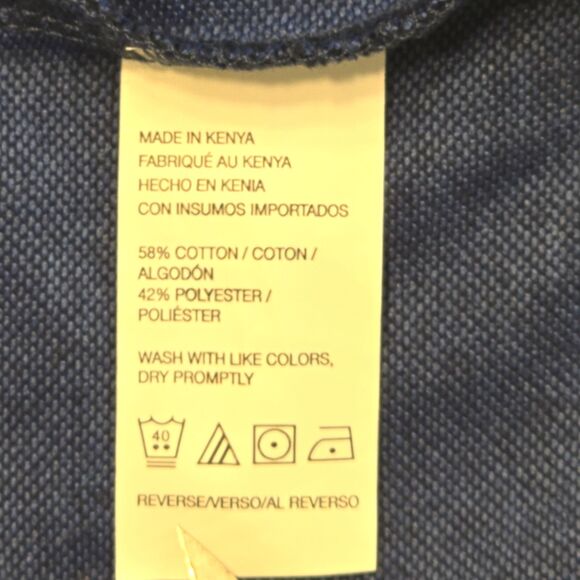 MADE IN KENYA
FABRIQUÉ AU KENYA
HECHO EN KENIA
CON INSUMOS IMPORTADOS
58% COTTON / COTON /
ALGODÓN
42% POLYESTER /
POLIÉSTER
WASH WITH LIKE COLORS,
DRY PROMPTLY
40
REVERSE/VERSO/AL REVERSO